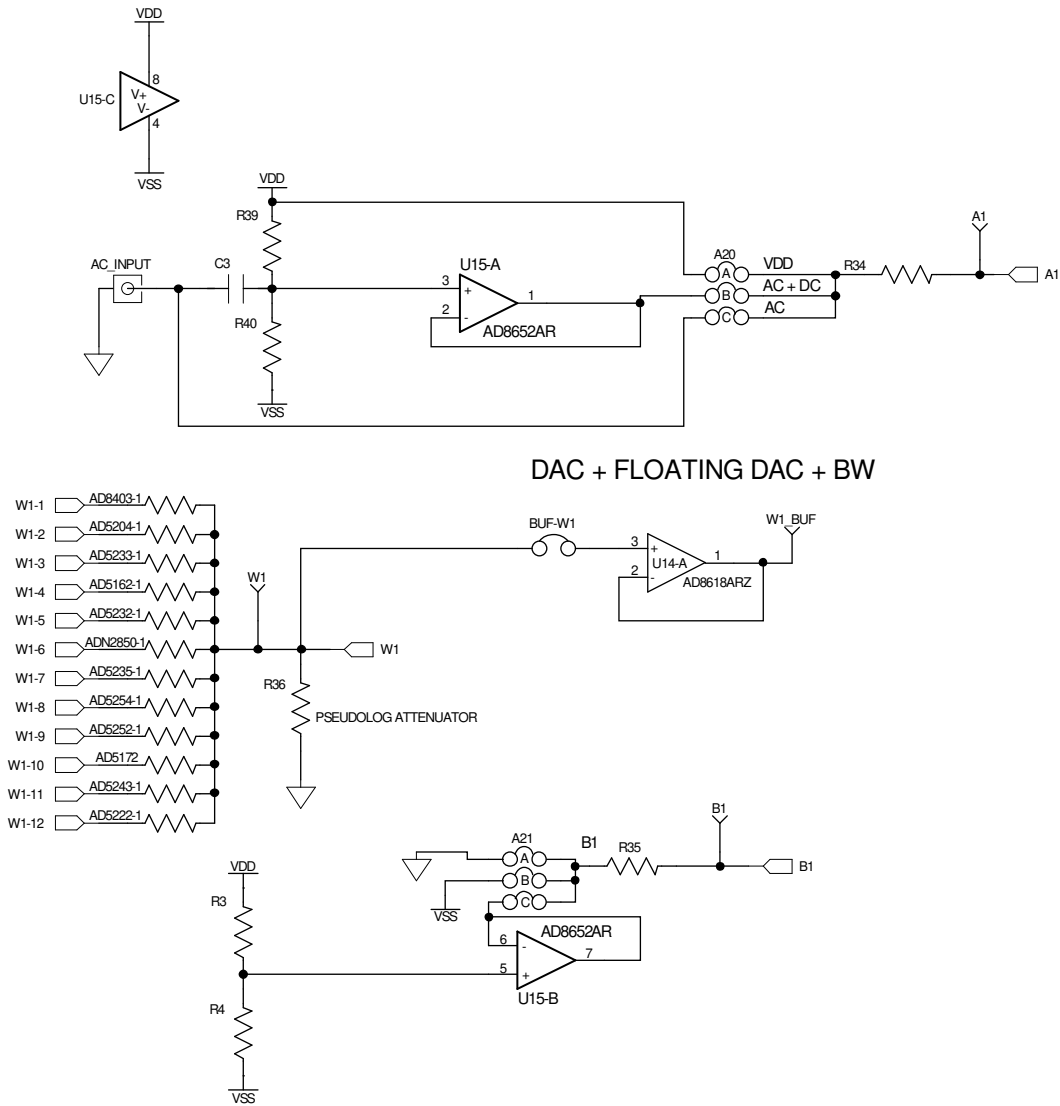 VDD
8
U15-C
V+
V-
4
VSS
VDD
R39
A1
AC_INPUT
C3
U15-A
A20
VDD
R34
3
+
1
A
A1
2
-
B
AC + DC
R40
AD8652AR
C
AC
VSS
DAC + FLOATING DAC + BW
W1-1
AD8403-1
W1-2
AD5204-1
W1-3
AD5233-1
W1-4
AD5162-1
W1-5
AD5232-1
W1-6
ADN2850-1
W1-7
AD5235-1
W1-8
AD5254-1
W1-9
AD5252-1
W1-10
AD5172
W1-11
AD5243-1
W1-12
AD5222-1
BUF-W1
W1_BUF
3
+
U14-A
1
2
-
AD8618ARZ
W1
W1
R36
PSEUDOLOG ATTENUATOR
B1
A21
B1
R35
A
B
B1
VSS
C
VDD
R3
AD8652AR
6
-
7
5
+
U15-B
R4
VSS